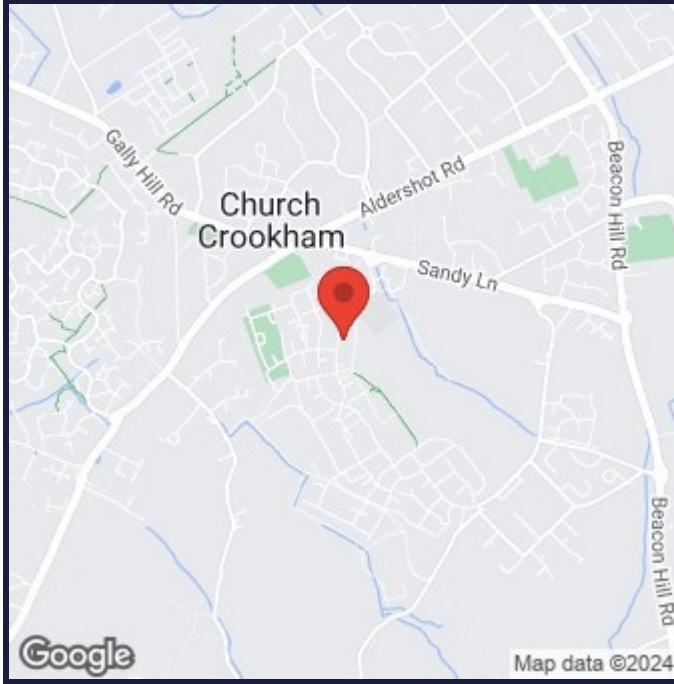 Gally Hill Rd
Aldershot Rd
Beacon Hill Rd
Church
Crookham
Sandy Ln
Beacon Hill Rd
Google
Map data ©2024